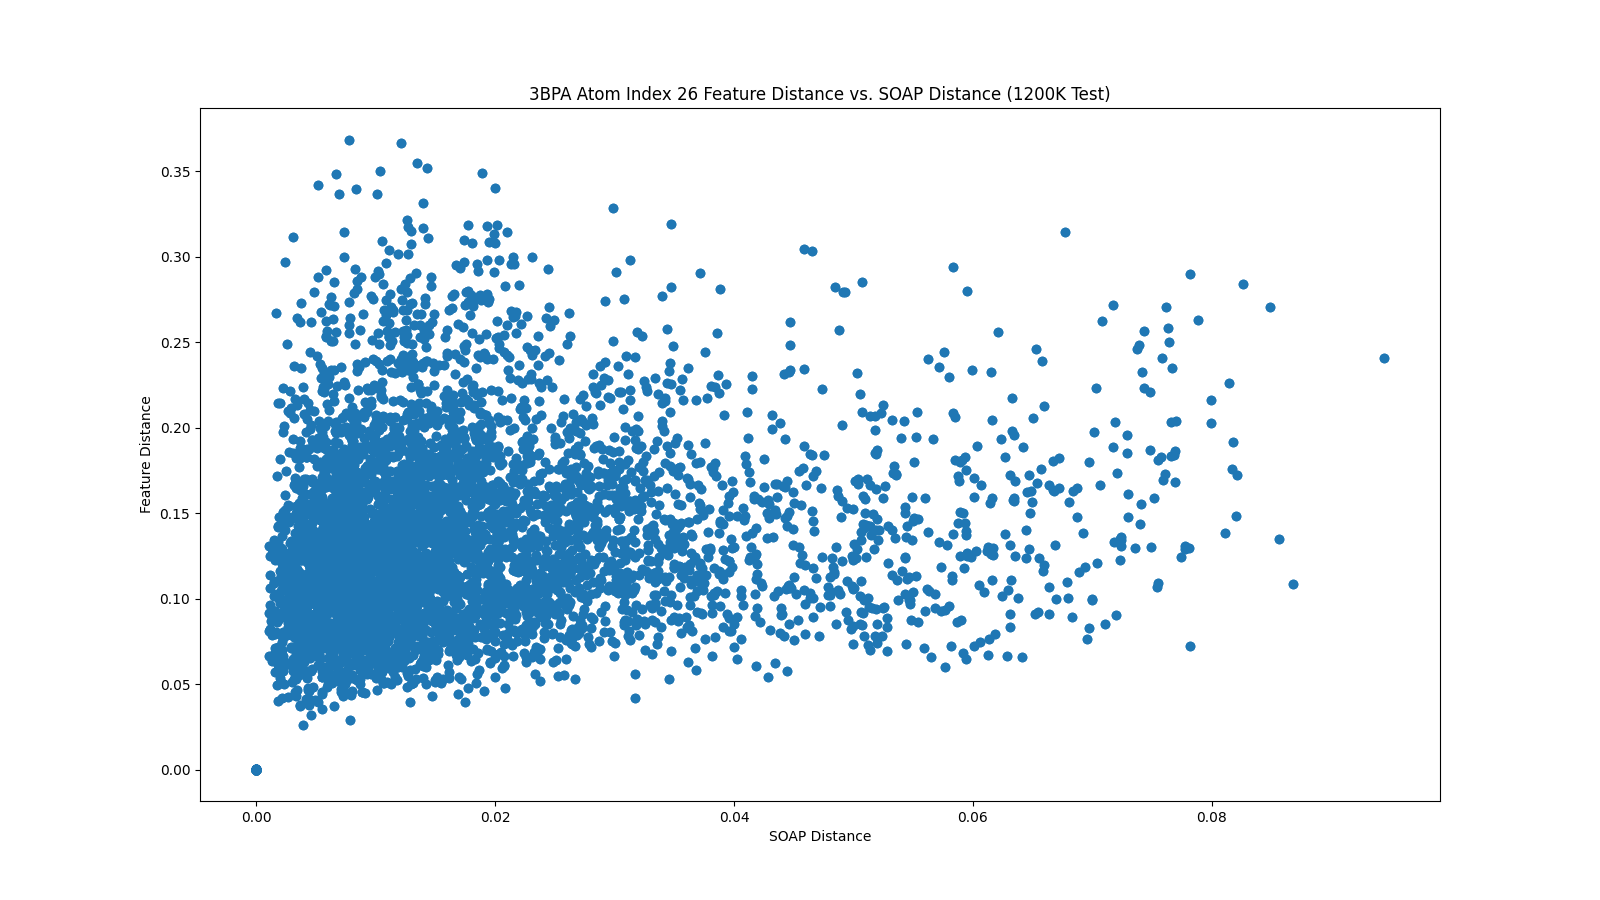 3BPA Atom Index 26 Feature Distance vs. SOAP Distance (1200K Test)
Feature Distance
0.35
0.30
0.25
0.20
0.15
0.10
0.05
0.00
0.00 0.02 0.04 0.06 0.08
SOAP Distance